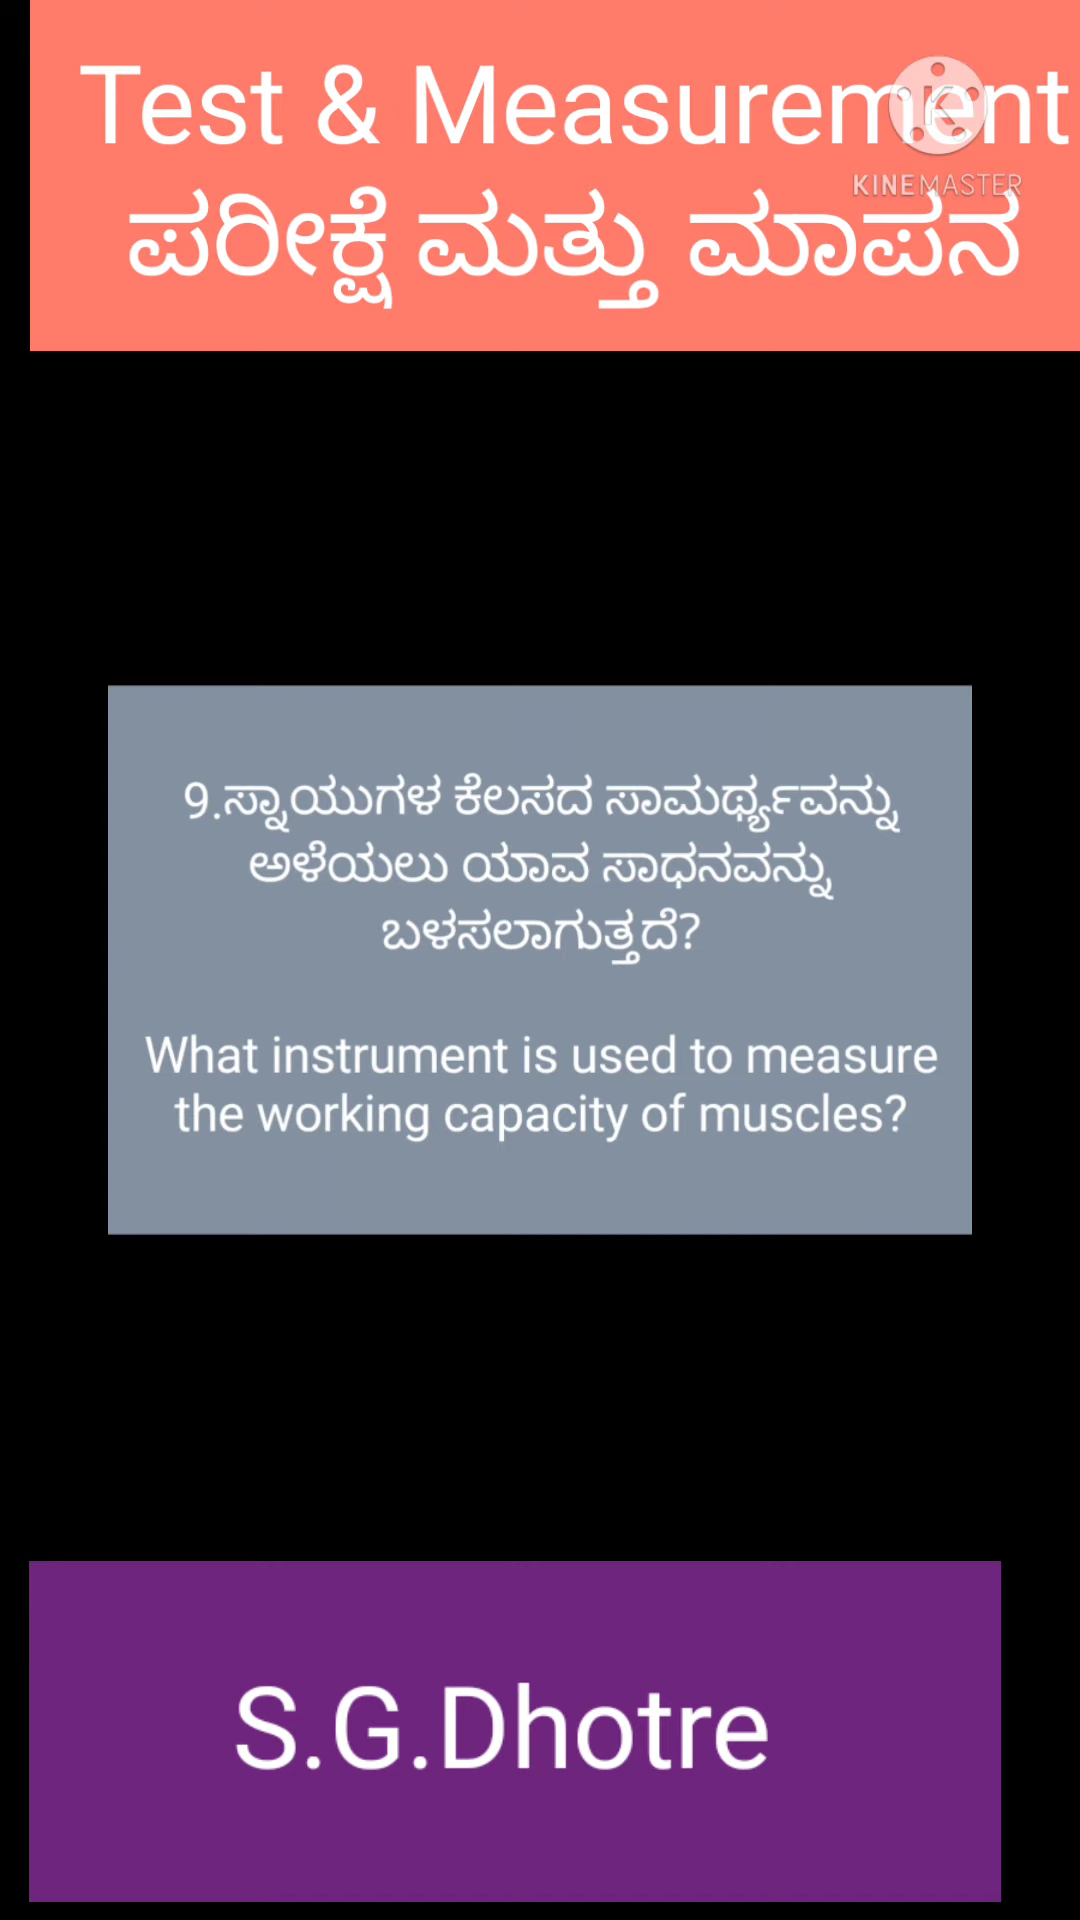 Test & Measurement
KINEMASTER
ಪರೀಕ್ಷೆ ಮತ್ತು ಮಾಪನ
9.ಸ್ನಾಯುಗಳ ಕೆಲಸದ ಸಾಮರ್ಥ್ಯವನ್ನು
ಅಳೆಯಲು ಯಾವ ಸಾಧನವನ್ನು
ಬಳಸಲಾಗುತ್ತದೆ?
What instrument is used to measure
the working capacity of muscles?
S.G.Dhotre